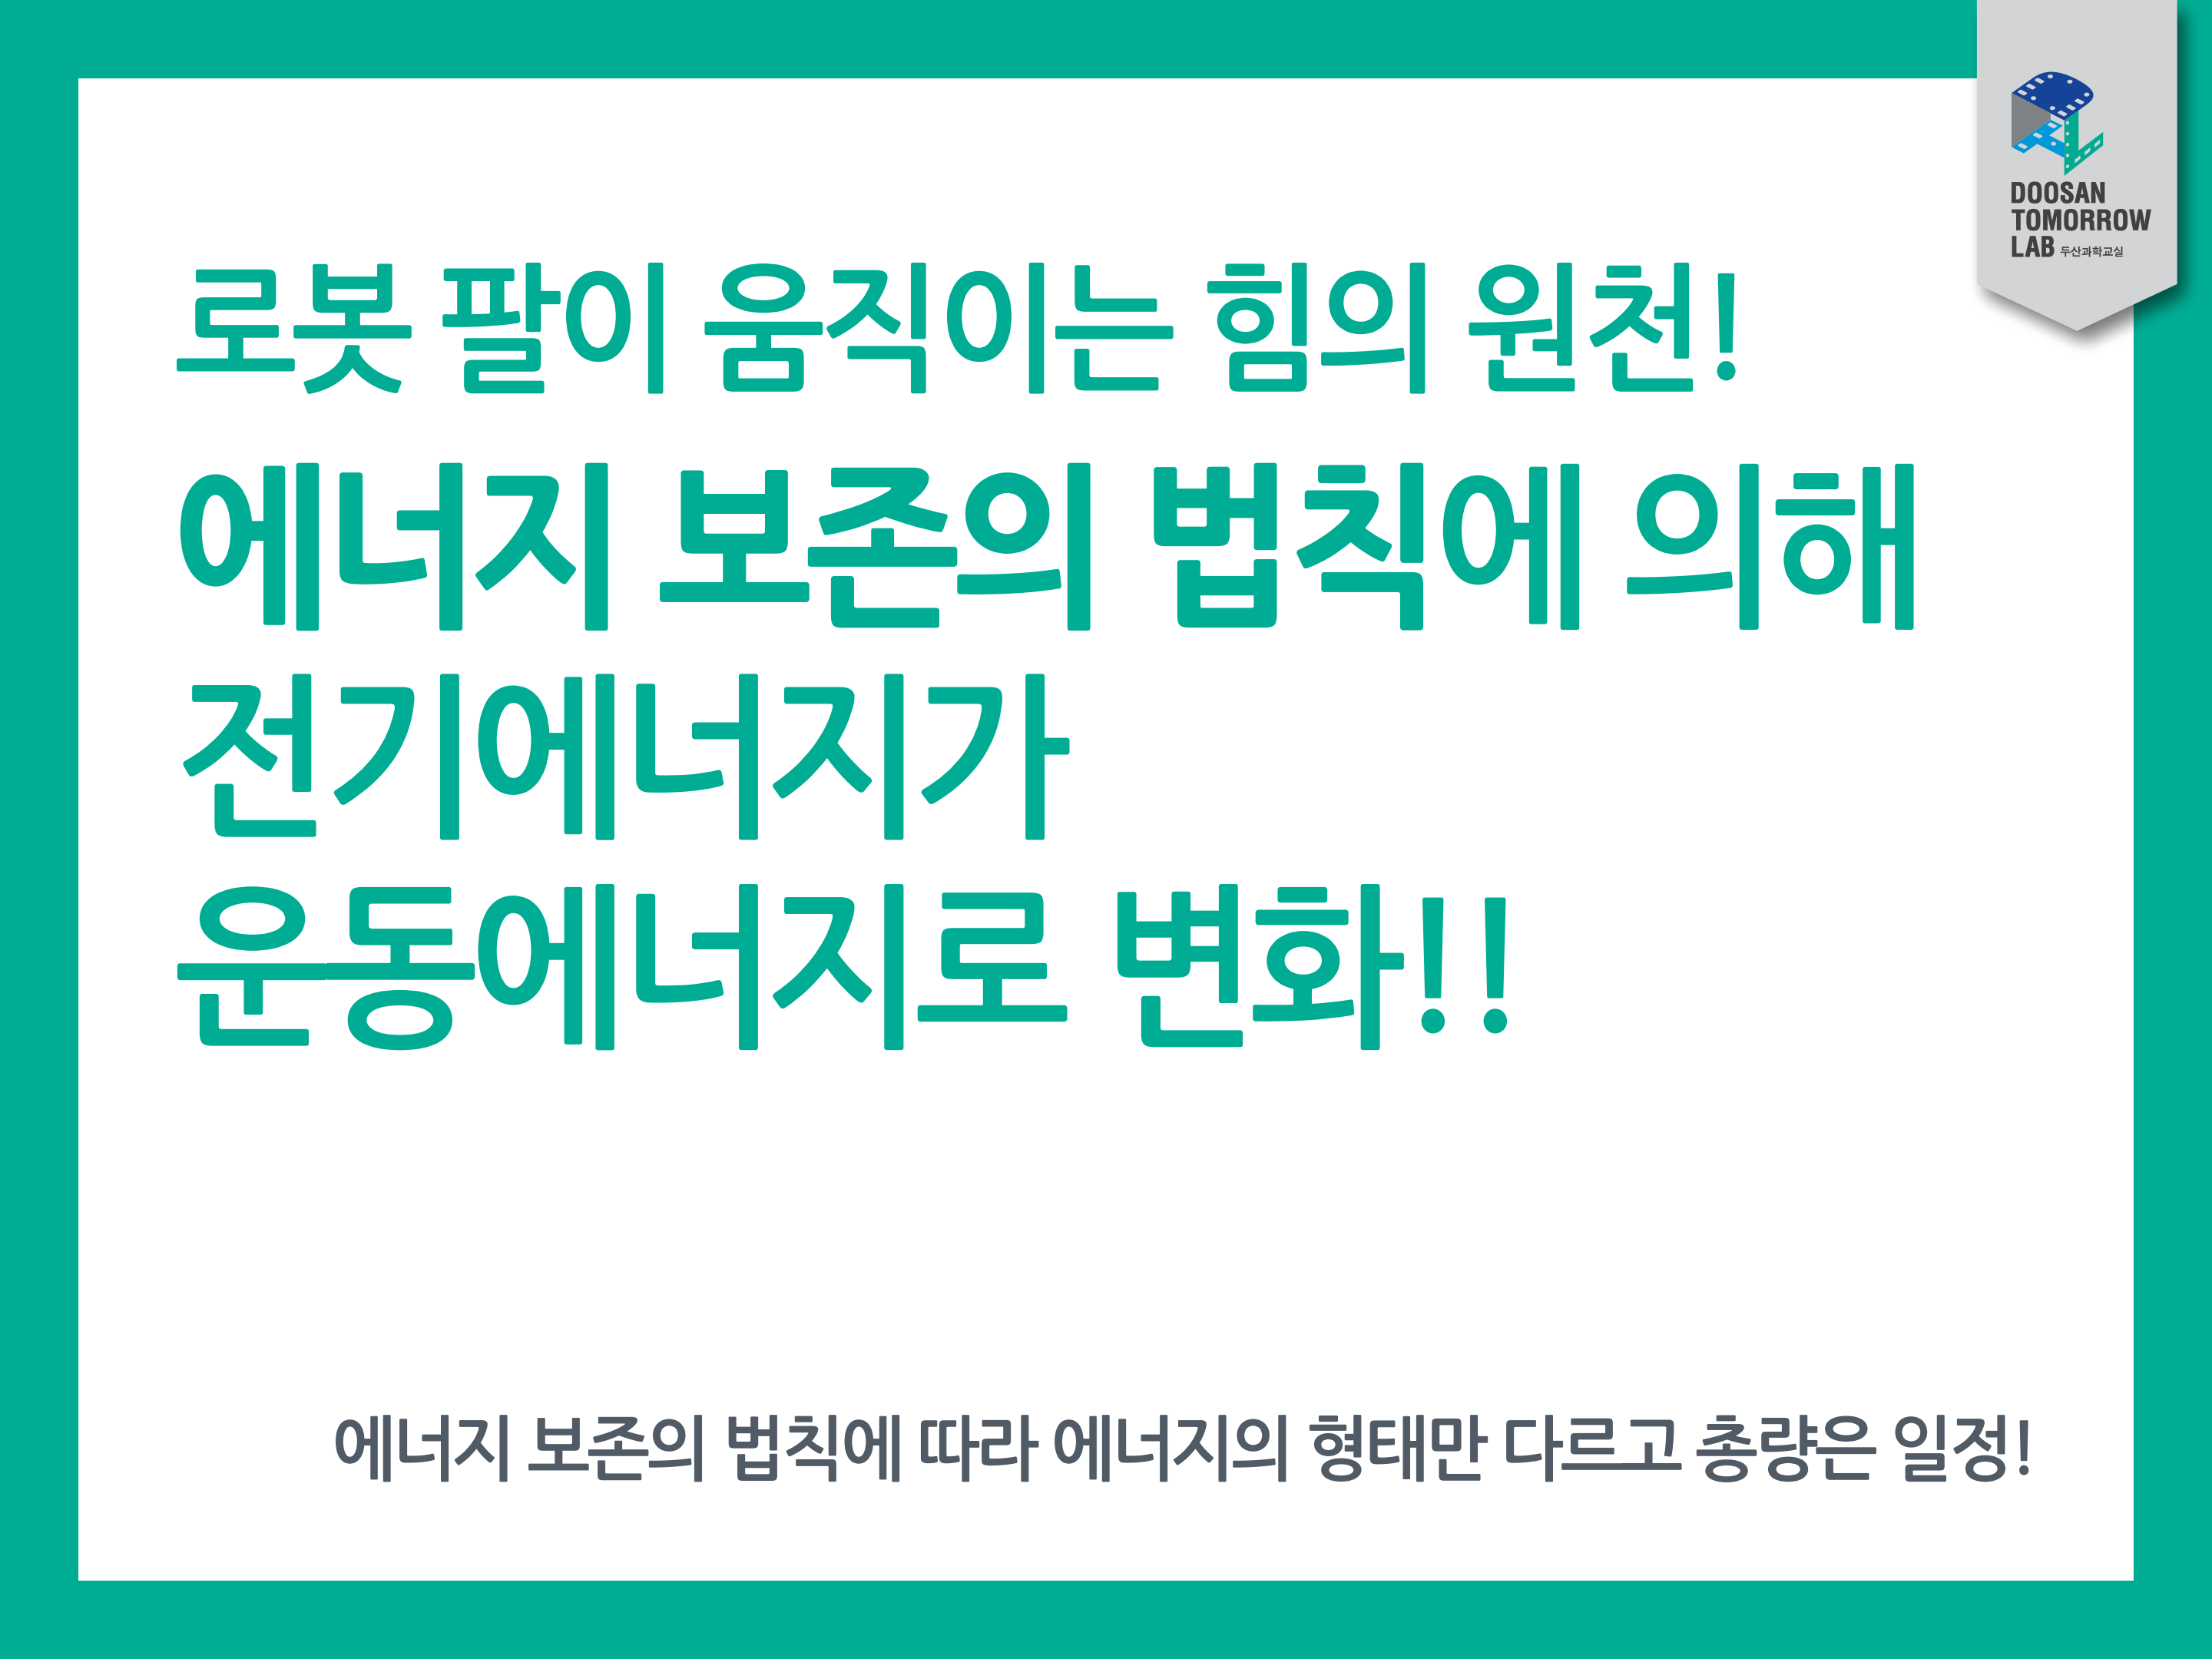 DOOSAN
TOMORROW
LAB 두산과학교실
로봇 팔이 움직이는 힘의 원천!
에너지 보존의 법칙에 의해
전기에너지가
운동에너지로 변화!!
에너지 보존의 법칙에 따라 에너지의 형태만 다르고 총량은 일정!